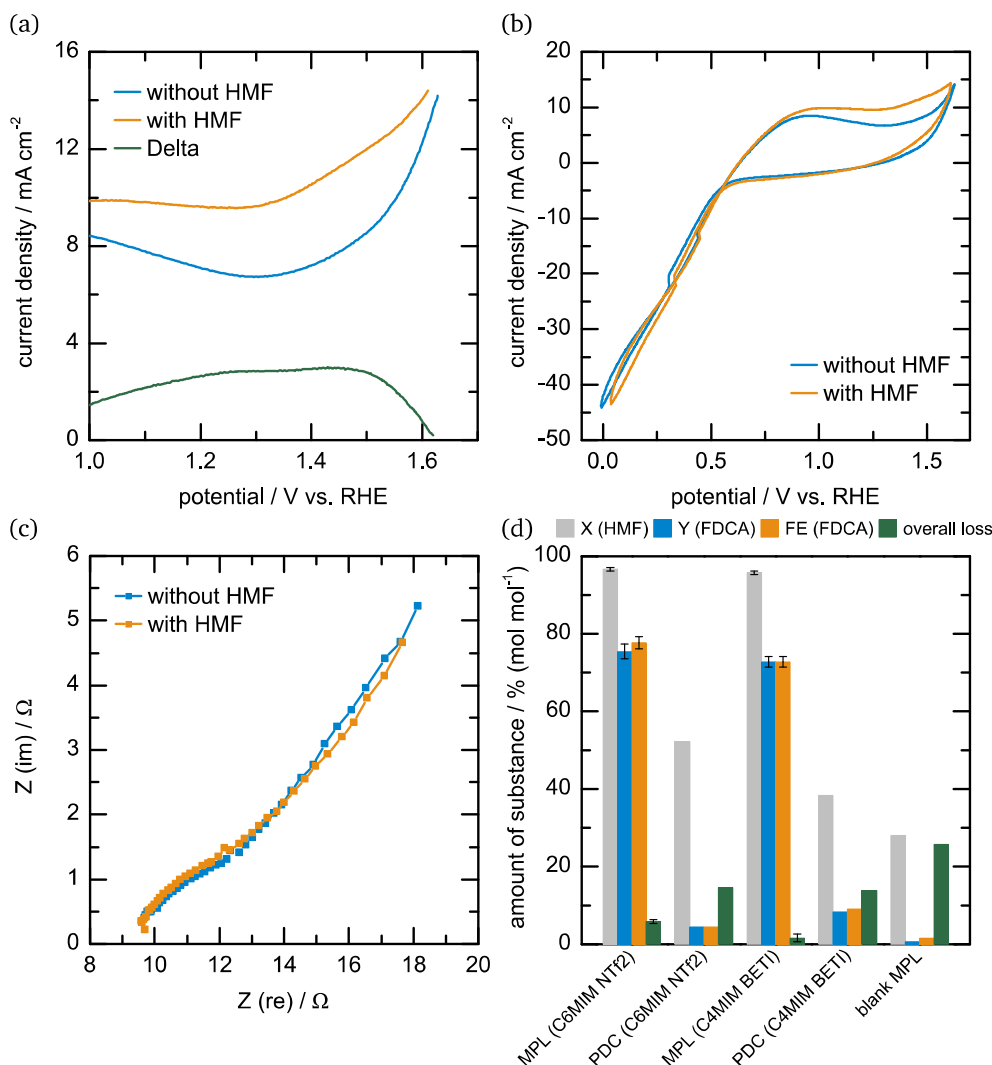 (a)
16
12
8
4
0
without HMF
with HMF
Delta
current density / mA cm⁻²
1.0
1.2
1.4
1.6
potential / V vs. RHE
(b)
20
10
0
-10
-20
-30
-40
-50
without HMF
with HMF
current density / mA cm⁻²
0.0
0.5
1.0
1.5
potential / V vs. RHE
(c)
6
5
4
3
2
1
0
without HMF
with HMF
Z (im) / Ω
8
10
12
14
16
18
20
Z (re) / Ω
(d)
X (HMF) Y (FDCA) FE (FDCA) overall loss
100
80
60
40
20
0
amount of substance / % (mol mol⁻¹)
MPL (C6MIM NTf2)
PDC (C6MIM NTf2)
MPL (C4MIM BETI)
PDC (C4MIM BETI)
blank MPL